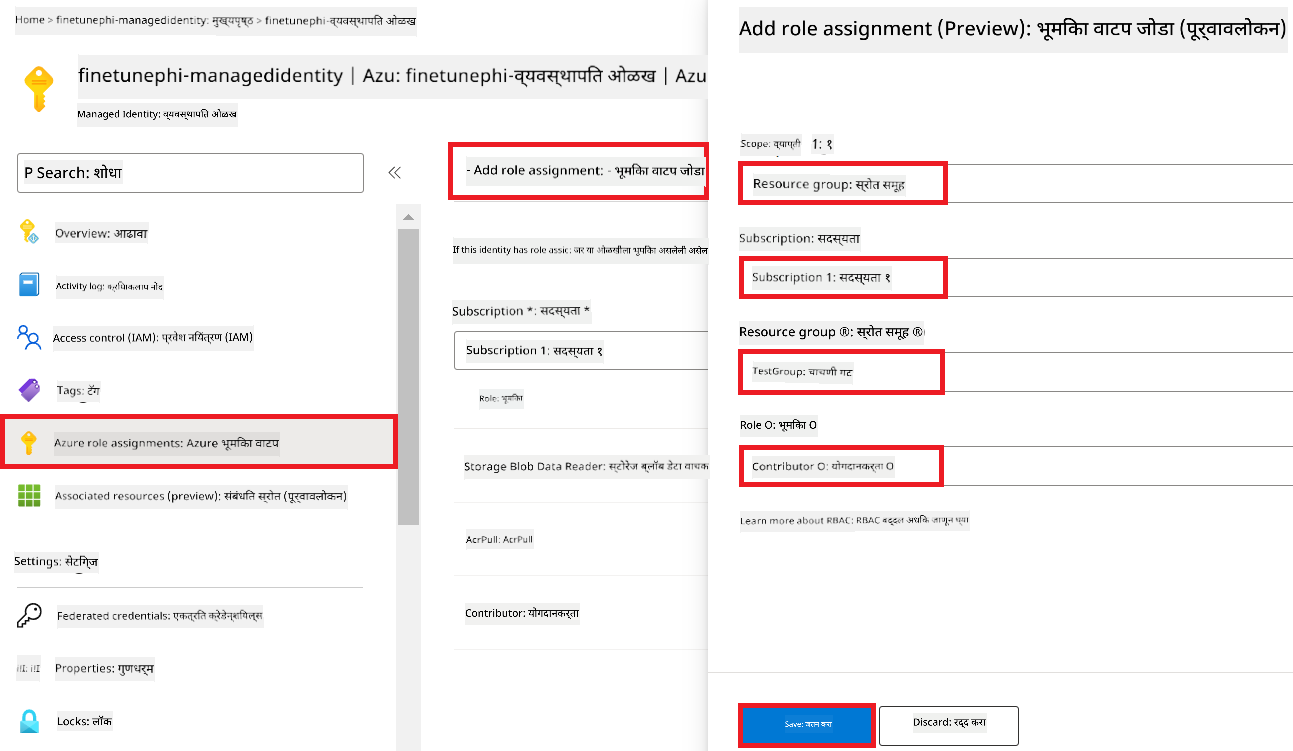 Home > finetunephi-managedidentity: मुख्यपृष्ठ > finetunephi-व्यवस्थापति ओळख
finetunephi-managedidentity | Azu: finetunephi-व्यवस्थापति ओळख | Azu
Managed Identity: व्यवस्थापति ओळख
P Search: शोधा
Overview: आढावा
Activity log: क्रियाकलाप नोंद
Access control (IAM): प्रवेश नियंत्रण (IAM)
Tags: टॅग
Azure role assignments: Azure भूमिका वाटप
Associated resources (preview): संबंधति स्रोत (पूर्वावलोकन)
Settings: सेटिग्ज
Federated credentials: एकत्रति क्रेडेन्शयिल्स
Properties: गुणधर्म
Locks: लॉक
- Add role assignment: - भूमिका वाटप जोडा
If this identity has role assic: जर या ओळखीला भूमिका असलेली असेल
Subscription *: सदस्यता *
Subscription 1: सदस्यता १
Role: भूमिका
Storage Blob Data Reader: स्टोरेज ब्लॉब डेटा वाचक
AcrPull: AcrPull
Contributor: योगदानकर्ता
Add role assignment (Preview): भूमिका वाटप जोडा (पूर्वावलोकन)
Scope: व्याप्ती 1: १
Resource group: स्रोत समूह
Subscription: सदस्यता
Subscription 1: सदस्यता १
Resource group ®: स्रोत समूह ®
TestGroup: चाचणी गट
Role O: भूमिका O
Contributor O: योगदानकर्ता O
Learn more about RBAC: RBAC बद्दल अधिक जाणून घ्या
Save: जतन करा
Discard: रद्द करा